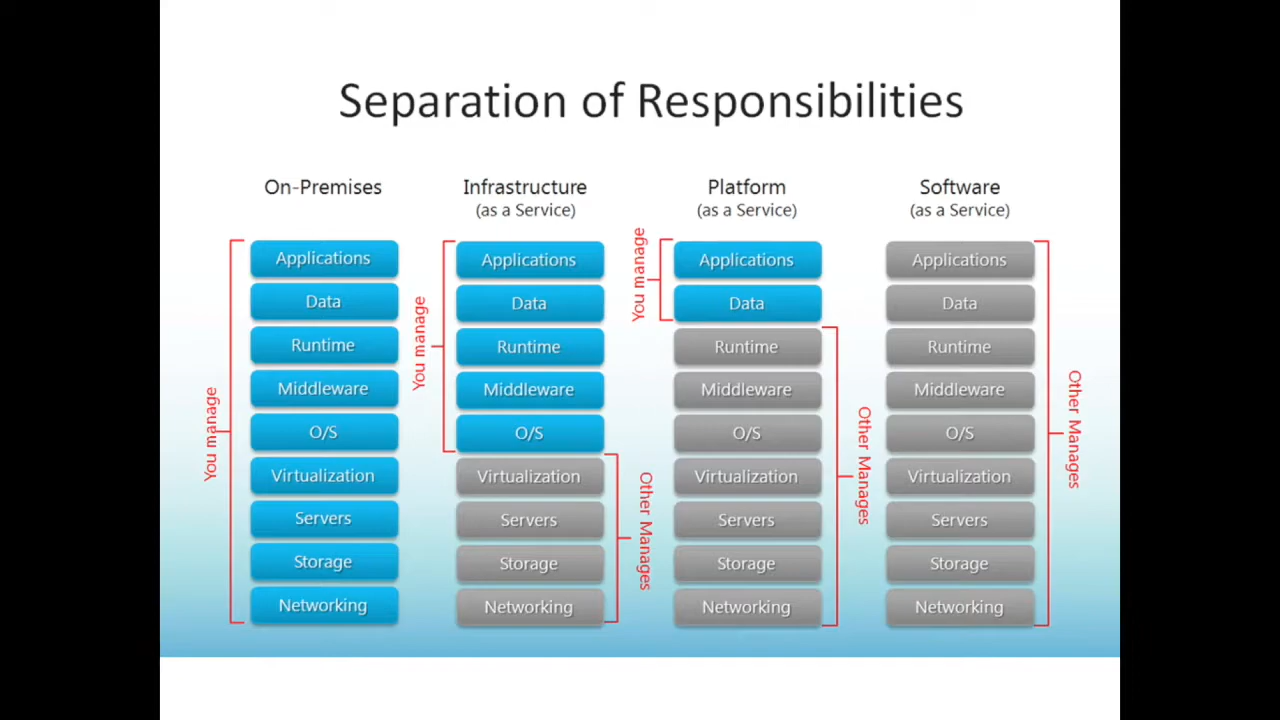 Separation of Responsibilities
On-Premises
You manage
Applications
Data
Runtime
Middleware
O/S
Virtualization
Servers
Storage
Networking
Infrastructure
(as a Service)
You manage
Applications
Data
Runtime
Middleware
O/S
Virtualization
Servers
Storage
Networking
Other Manages
Platform
(as a Service)
You manage
Applications
Data
Runtime
Middleware
O/S
Virtualization
Servers
Storage
Networking
Other Manages
Software
(as a Service)
Applications
Data
Runtime
Middleware
O/S
Virtualization
Servers
Storage
Networking
Other Manages